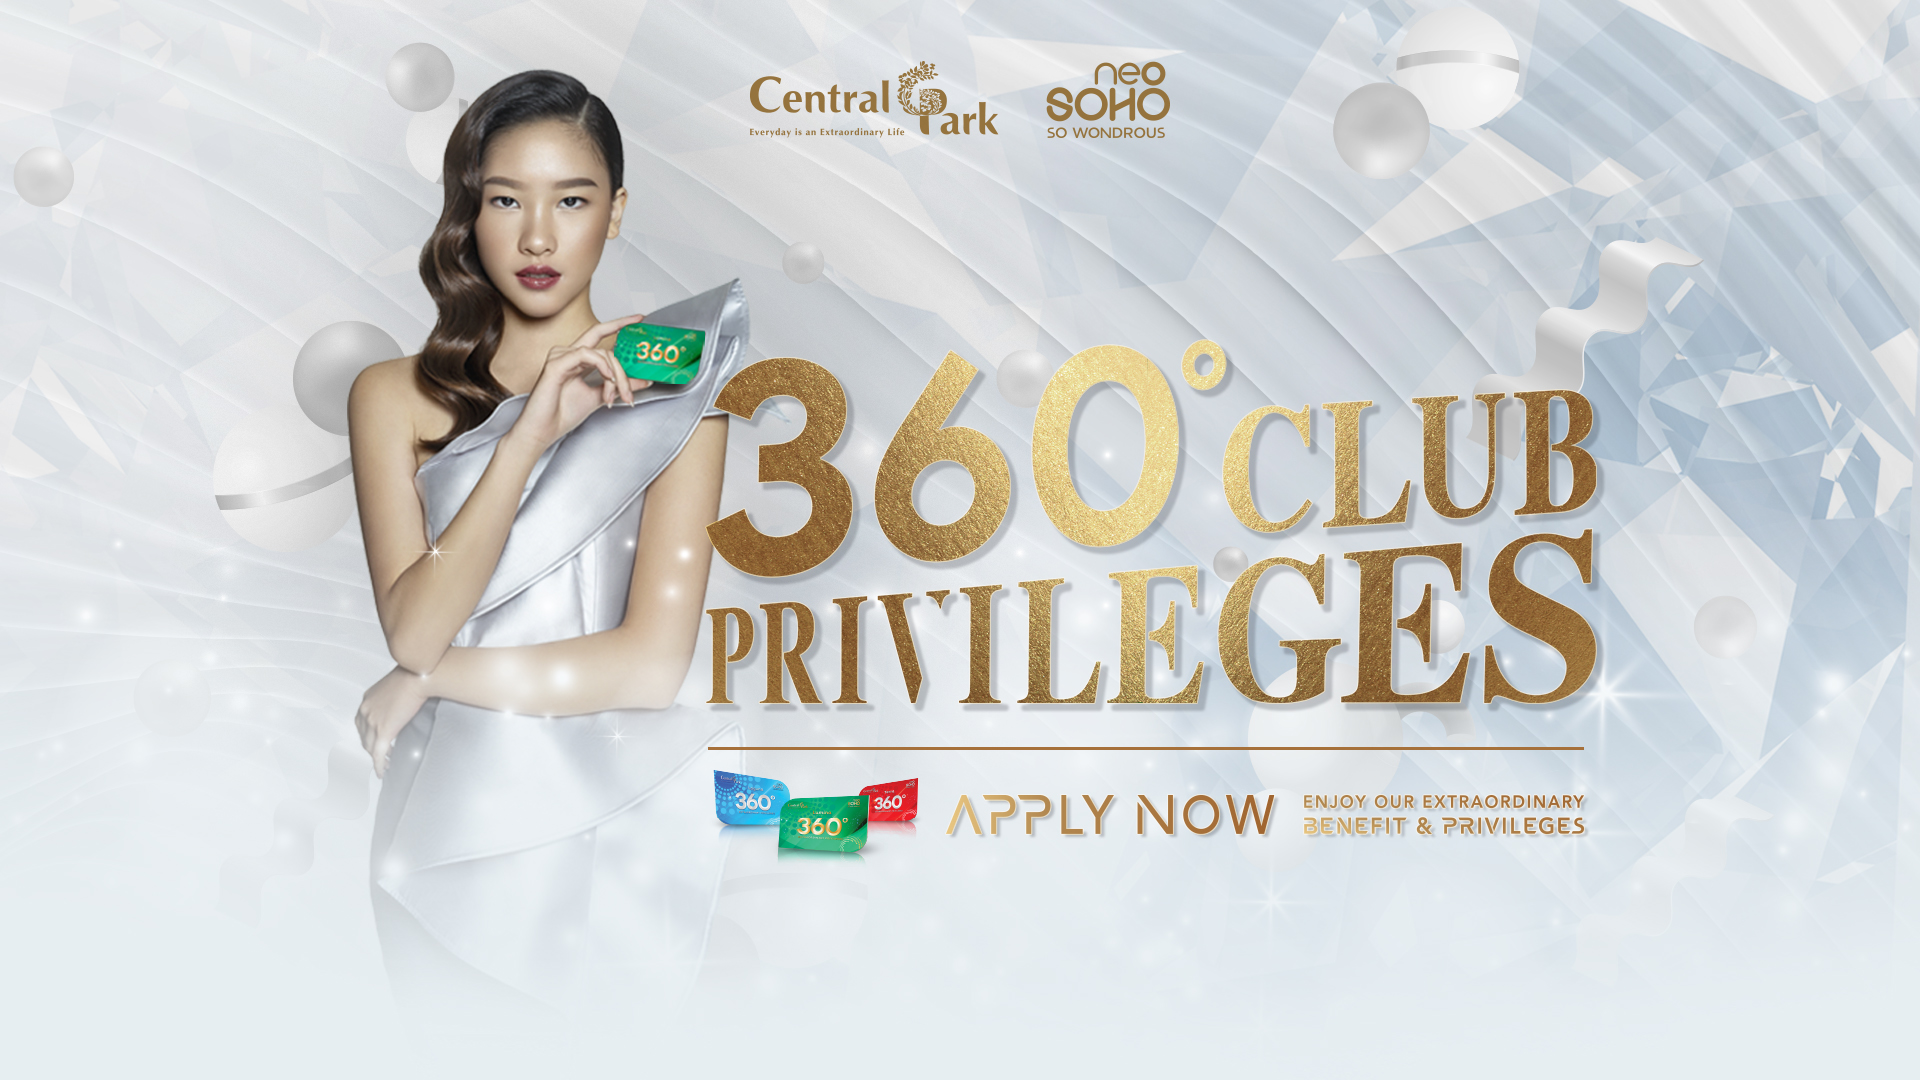 Central Park
Everyday is an Extraordinary Life
neo
SOHO
SO WONDROUS
360°
360° CLUB
PRIVILEGES
360°
360°
360°
APPLY NOW
ENJOY OUR EXTRAORDINARY
BENEFIT & PRIVILEGES